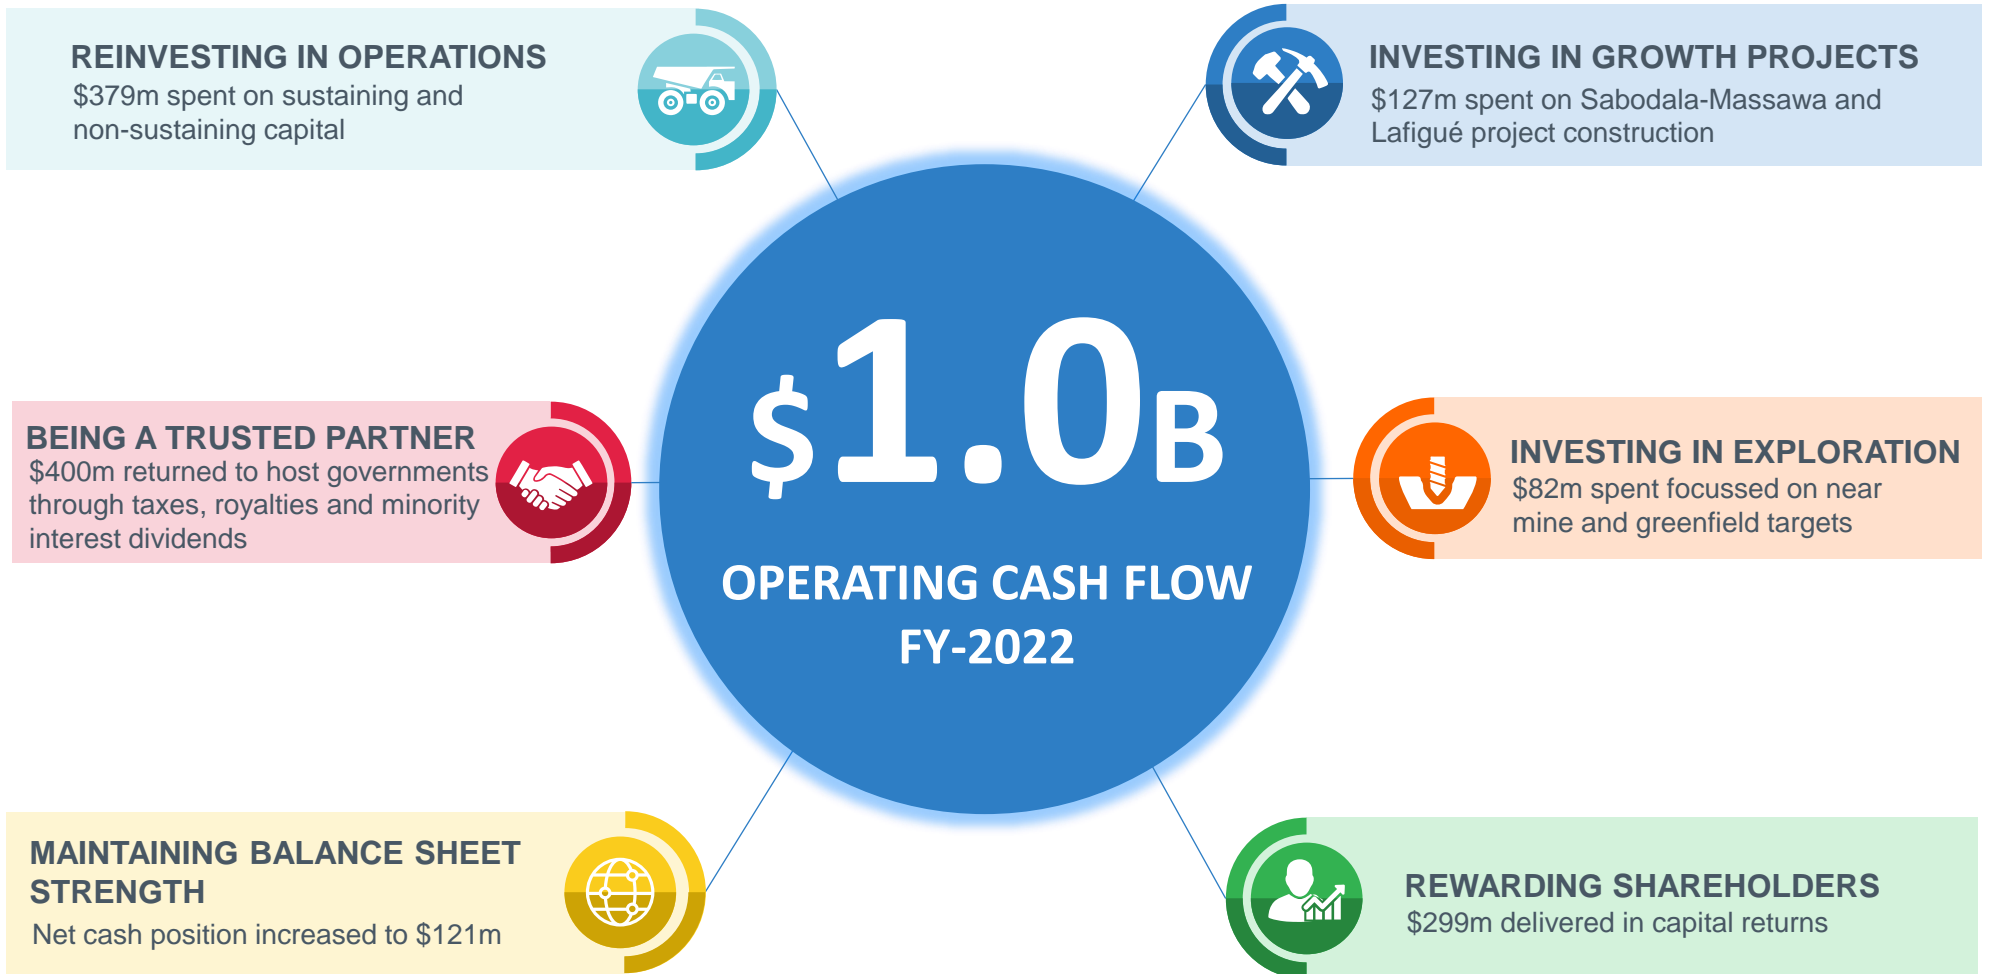 REINVESTING IN OPERATIONS
$379m spent on sustaining and
non-sustaining capital
INVESTING IN GROWTH PROJECTS
$127m spent on Sabodala-Massawa and
Lafigué project construction
$1.0B
OPERATING CASH FLOW
FY-2022
BEING A TRUSTED PARTNER
$400m returned to host governments
through taxes, royalties and minority
interest dividends
INVESTING IN EXPLORATION
$82m spent focussed on near
mine and greenfield targets
MAINTAINING BALANCE SHEET
STRENGTH
Net cash position increased to $121m
REWARDING SHAREHOLDERS
$299m delivered in capital returns